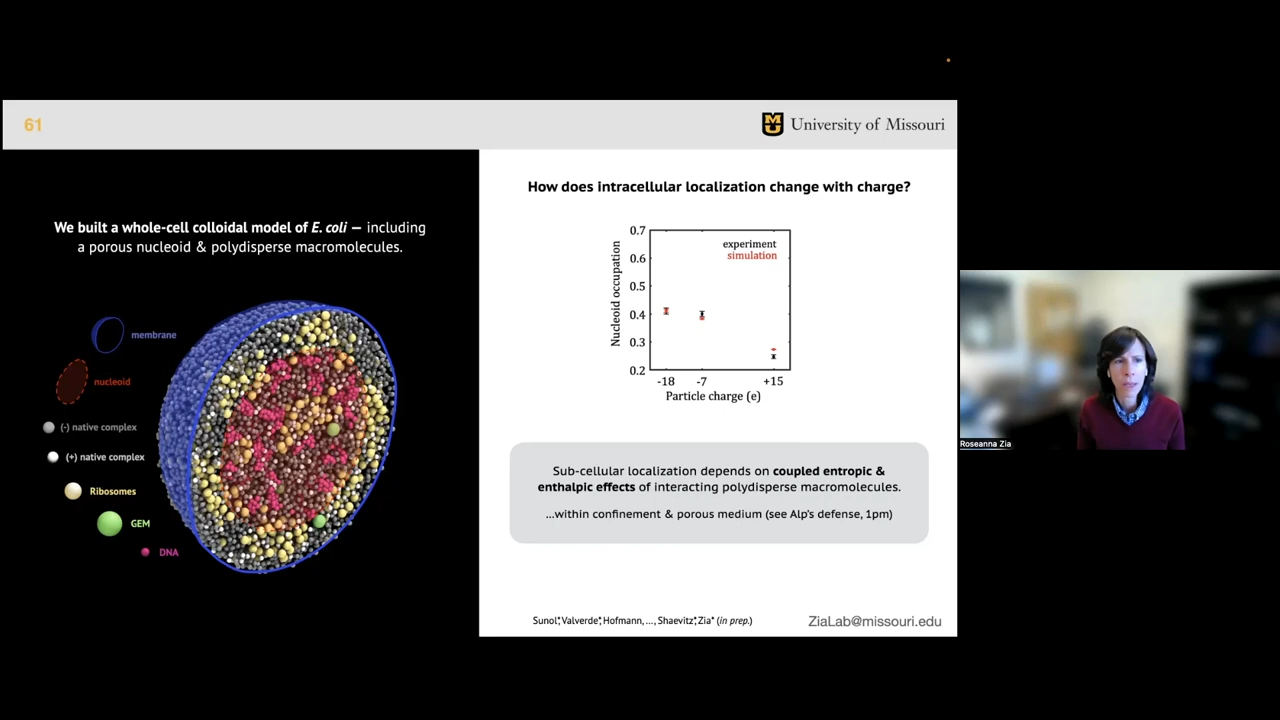 61
University of Missouri
We built a whole-cell colloidal model of E. coli — including
a porous nucleoid & polydisperse macromolecules.
membrane
nucleoid
(-) native complex
(+) native complex
Ribosomes
GEM
DNA
How does intracellular localization change with charge?
experiment
simulation
Nucleoid occupation
0.7
0.6
0.5
0.4
0.3
0.2
-18 -7 +15
Particle charge (e)
Sub-cellular localization depends on coupled entropic &
enthalpic effects of interacting polydisperse macromolecules.
...within confinement & porous medium (see Alp's defense, 1pm)
Sunol*, Valverde*, Hofmann, ..., Shaevitz*, Zia* (in prep.)
ZiaLab@missouri.edu
Roseanna Zia